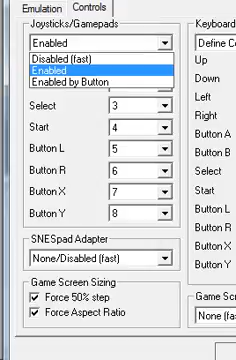 Emulation Controls
Joysticks/Gamepads
Enabled
Disabled (fast)
Enabled
Enabled by Button
Select 3
Start 4
Button L 5
Button R 6
Button X 7
Button Y 8
SNESpad Adapter
None/Disabled (fast)
Game Screen Sizing
Force 50% step
Force Aspect Ratio
Keyboard
Define
Up
Down
Left
Right
Button A
Button B
Select
Start
Button L
Button R
Button X
Button Y
Game Scr
None (fas